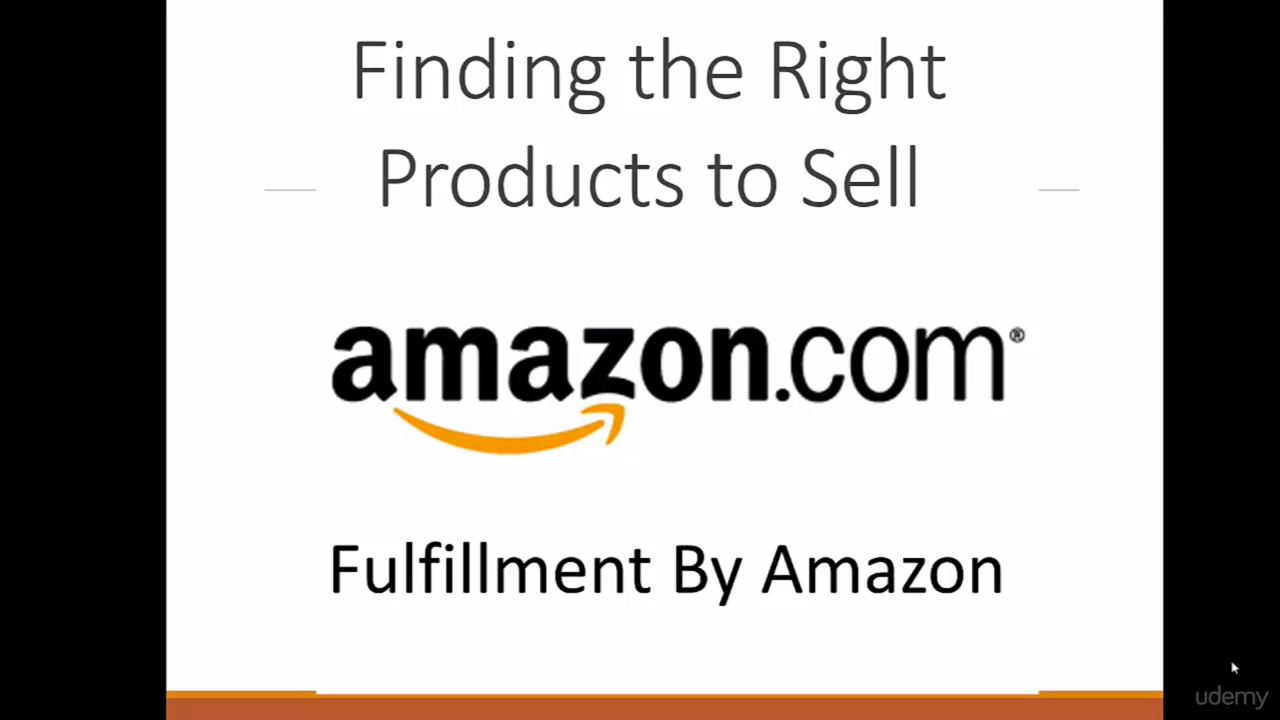 Finding the Right
Products to Sell
amazon.com®
Fulfillment By Amazon
udemy